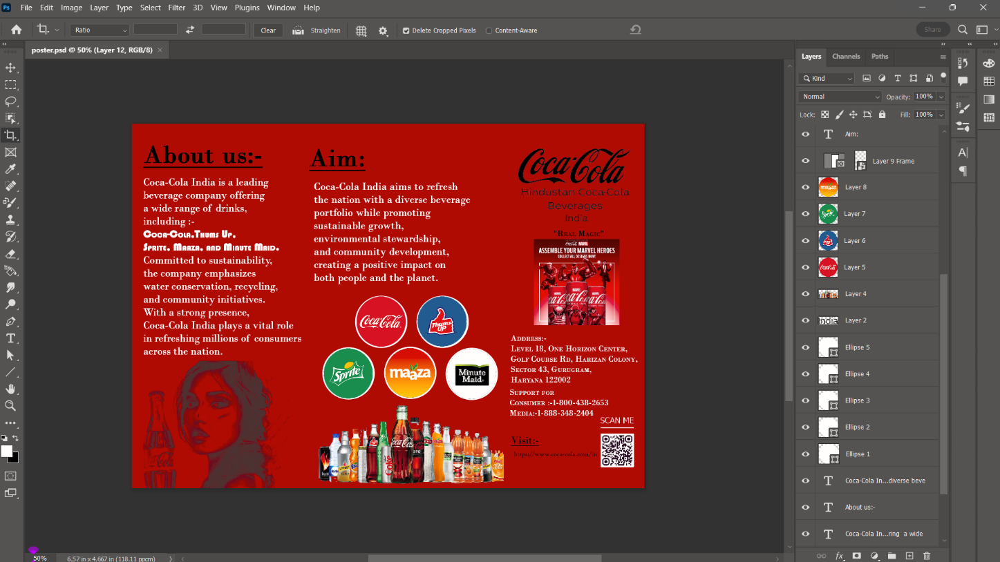 Ps File Edit Image Layer Type Select Filter 3D View Plugins Window Help
Ratio Clear Straighten Delete Cropped Pixels Content-Aware Share
poster.psd @ 50% (Layer 12, RGB/8) ×
About us:-
Coca-Cola India is a leading
beverage company offering
a wide range of drinks,
including :-
Coca-Cola,Thums Up,
Sprite, Maaza, and Minute Maid.
Committed to sustainability,
the company emphasizes
water conservation, recycling,
and community initiatives.
With a strong presence,
Coca-Cola India plays a vital role
in refreshing millions of consumers
across the nation.
Coca-Cola
Aim:
Coca-Cola India aims to refresh
the nation with a diverse beverage
portfolio while promoting
sustainable growth,
environmental stewardship,
and community development,
creating a positive impact on
both people and the planet.
Coca-Cola
Thums UP
Sprite
maaza
Minute Maid
Coca-Cola
Hindustan Coca-Cola
Beverages
India
"Real Magic"
Coca-Cola MARVEL
ASSEMBLE YOUR MARVEL HEROES
COLLECT ALL DESIGNS NOW!
Address:-
Level 18, One Horizon Center,
Golf Course Rd, Harizan Colony,
Sector 43, Gurugram,
Haryana 122002
Support for
Consumer :-1-800-438-2653
Media:-1-888-348-2404
SCAN ME
Visit:-
https://www.coca-cola.com/in
Layers Channels Paths
Kind
Normal Opacity: 100%
Lock: Fill: 100%
T Aim:
Layer 9 Frame
Layer 8
Layer 7
Layer 6
Layer 5
Layer 4
India Layer 2
Ellipse 5
Ellipse 4
Ellipse 3
Ellipse 2
Ellipse 1
T Coca-Cola In...diverse beve
T About us:-
T Coca-Cola In...ring a wide
fx
50% 6.57 in x 4.667 in (118.11 ppcm)